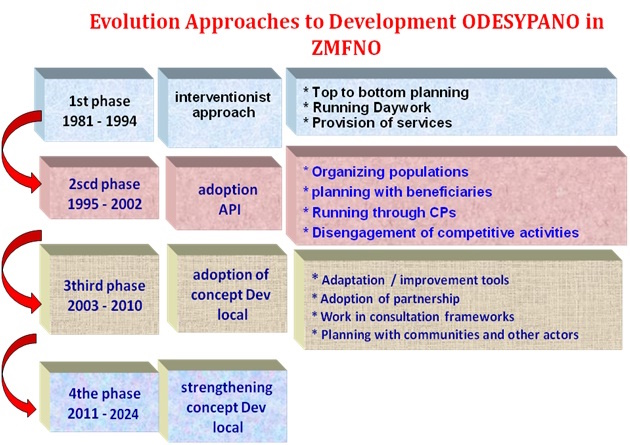 Evolution Approaches to Development ODESYPANO in
ZMFNO
1st phase
1981 - 1994
interventionist
approach
* Top to bottom planning
* Running Daywork
* Provision of services
2scd phase
1995 - 2002
adoption
API
* Organizing populations
* planning with beneficiaries
* Running through CPs
* Disengagement of competitive activities
3third phase
2003 - 2010
adoption of
concept Dev
local
* Adaptation / improvement tools
* Adoption of partnership
* Work in consultation frameworks
* Planning with communities and other actors
4the phase
2011 - 2024
strengthening
concept Dev
local